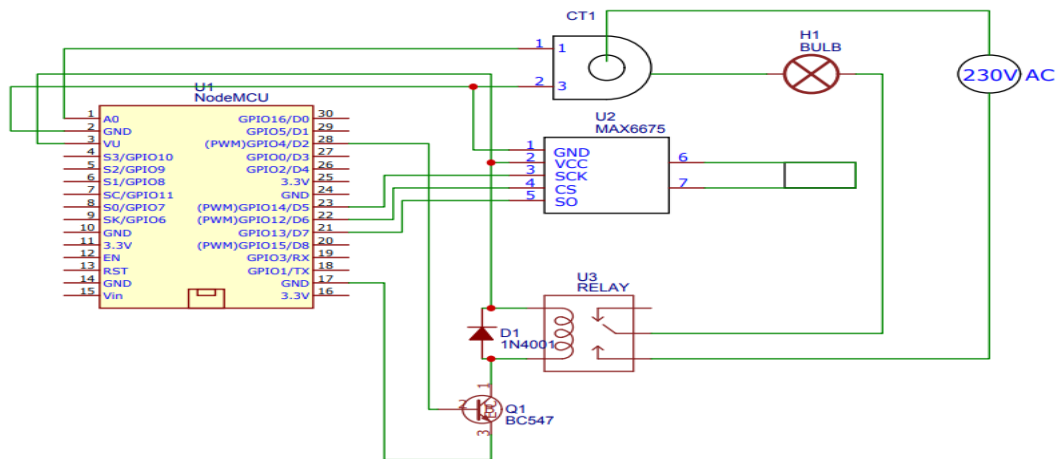 CT1
1 1
2 3
H1
BULB
230V AC
U1
NodeMCU
1 A0 GPIO16/D0 30
2 GND GPIO5/D1 29
3 VU (PWM)GPIO4/D2 28
4 S3/GPIO10 GPIO0/D3 27
5 S2/GPIO9 GPIO2/D4 26
6 S1/GPIO8 3.3V 25
7 SC/GPIO11 GND 24
8 S0/GPIO7 (PWM)GPIO14/D5 23
9 SK/GPIO6 (PWM)GPIO12/D6 22
10 GND GPIO13/D7 21
11 3.3V (PWM)GPIO15/D8 20
12 EN GPIO3/RX 19
13 RST GPIO1/TX 18
14 GND GND 17
15 Vin 3.3V 16
U2
MAX6675
1 GND
2 VCC 6
3 SCK
4 CS 7
5 SO
U3
RELAY
D1
1N4001
1
2
3
Q1
BC547